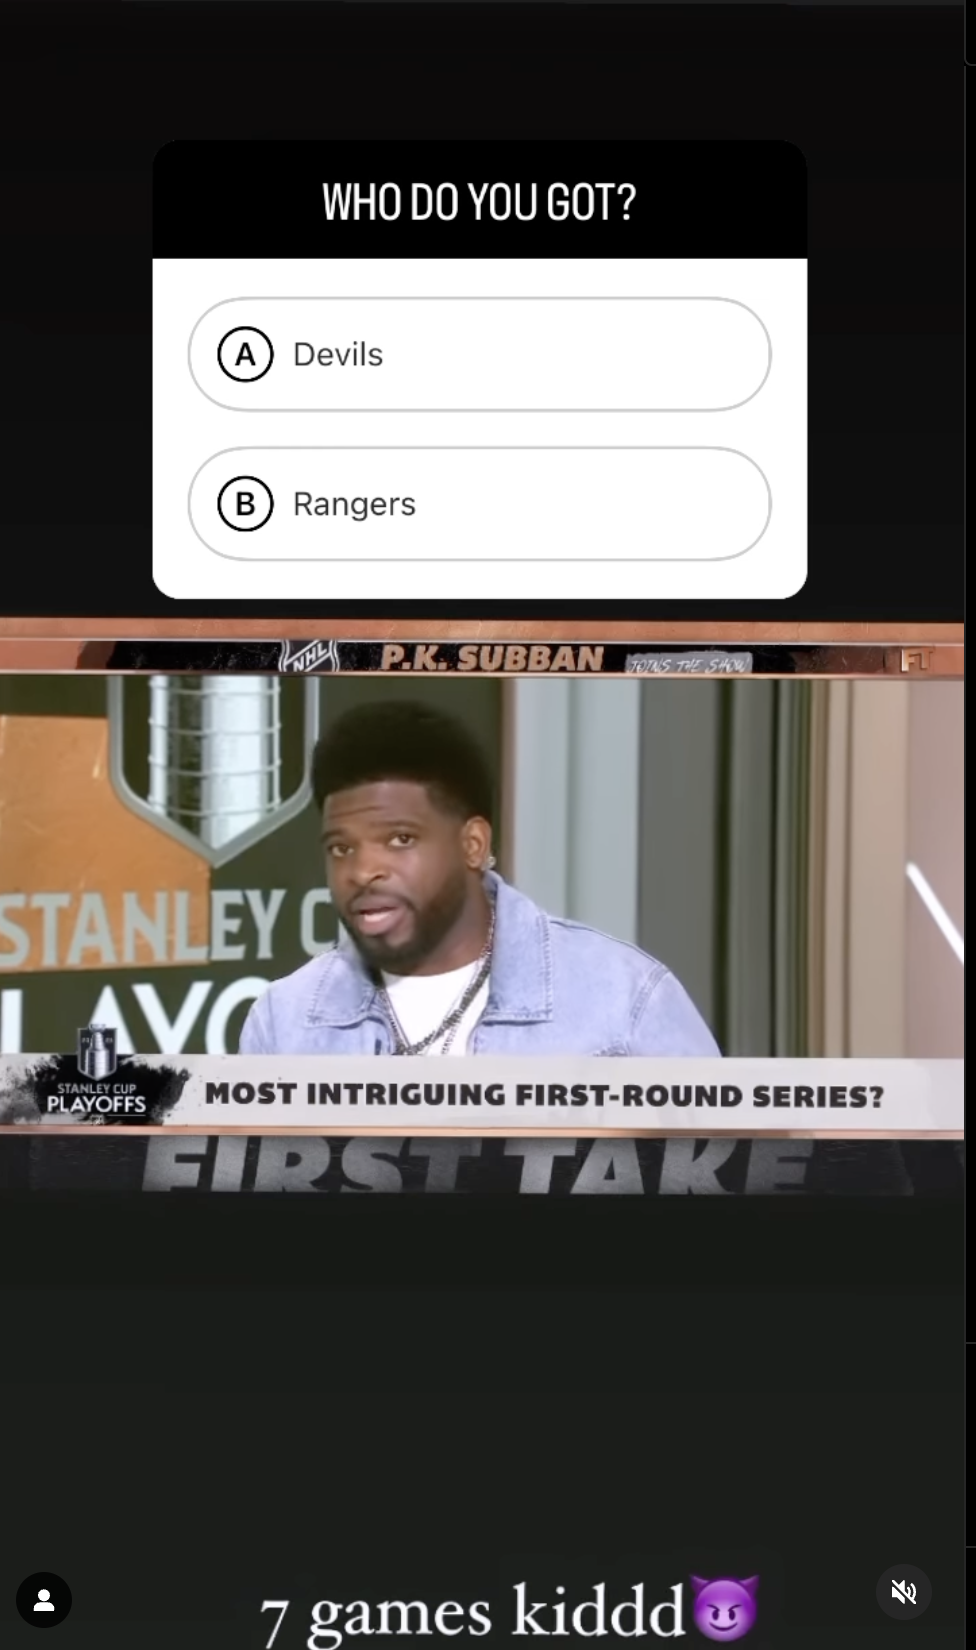 WHO DO YOU GOT?
A Devils
B Rangers
NHL P.K. SUBBAN JOINS THE SHOW FT
STANLEY C
LAYO
STANLEY CUP
PLAYOFFS
MOST INTRIGUING FIRST-ROUND SERIES?
FIRST TAKE
7 games kiddd😈